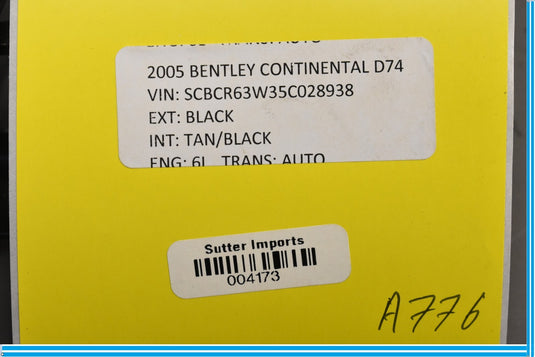 2005 BENTLEY CONTINENTAL D74
VIN: SCBCR63W35C028938
EXT: BLACK
INT: TAN/BLACK
ENG: 6L TRANS: AUTO
Sutter Imports
004173
A776